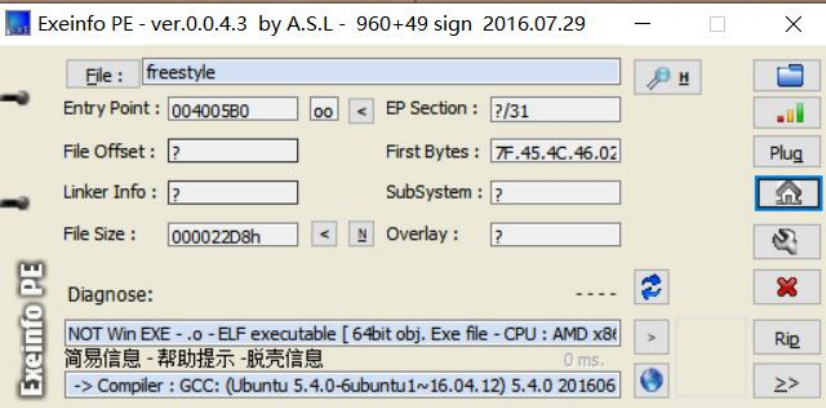 Exeinfo PE - ver.0.0.4.3 by A.S.L - 960+49 sign 2016.07.29
File : freestyle H
Entry Point : 004005B0 oo < EP Section : ?/31
File Offset : ? First Bytes : 7F.45.4C.46.02 Plug
Linker Info : ? SubSystem : ?
File Size : 000022D8h < N Overlay : ?
Exeinfo PE
Diagnose: ----
NOT Win EXE - .o - ELF executable [ 64bit obj. Exe file - CPU : AMD x86 > Rip
简易信息 - 帮助提示 -脱壳信息 0 ms.
-> Compiler : GCC: (Ubuntu 5.4.0-6ubuntu1~16.04.12) 5.4.0 201606 >>